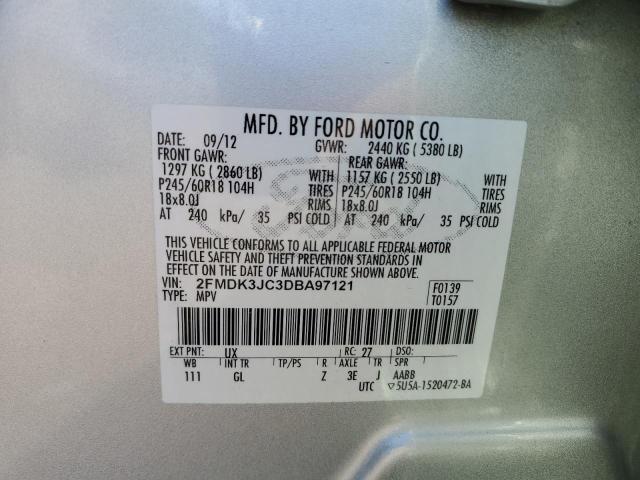 MFD. BY FORD MOTOR CO.
DATE: 09/12 GVWR: 2440 KG ( 5380 LB)
FRONT GAWR: REAR GAWR:
1297 KG ( 2860 LB) 1157 KG ( 2550 LB)
P245/60R18 104H TIRES P245/60R18 104H TIRES
18x8.0J RIMS 18x8.0J RIMS
AT 240 kPa/ 35 PSI COLD AT 240 kPa/ 35 PSI COLD
THIS VEHICLE CONFORMS TO ALL APPLICABLE FEDERAL MOTOR
VEHICLE SAFETY AND THEFT PREVENTION STANDARDS IN
EFFECT ON THE DATE OF MANUFACTURE SHOWN ABOVE.
VIN: 2FMDK3JC3DBA97121 F0139
TYPE: MPV T0157
EXT PNT: UX RC: 27 DSO:
WB INT TR TP/PS R AXLE TR SPR
111 GL Z 3E J AABB
UTC ▽5U5A-1520472-BA